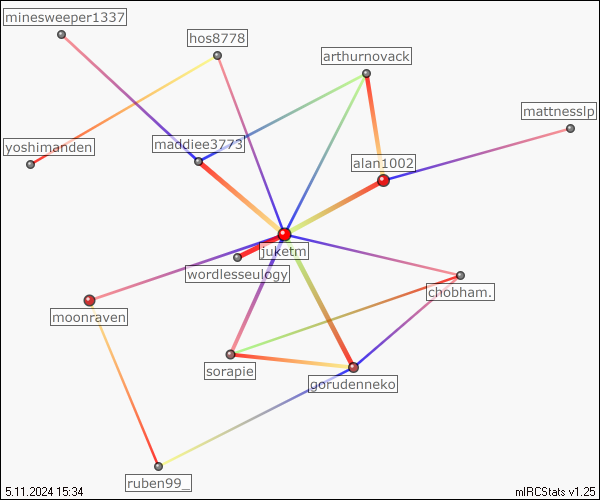 minesweeper1337
hos8778
arthurnovack
mattnesslp
yoshimanden
maddiee3773
alan1002
juketm
wordlesseulogy
chobham.
moonraven
sorapie
gorudenneko
ruben99_
5.11.2024 15:34
mIRCStats v1.25